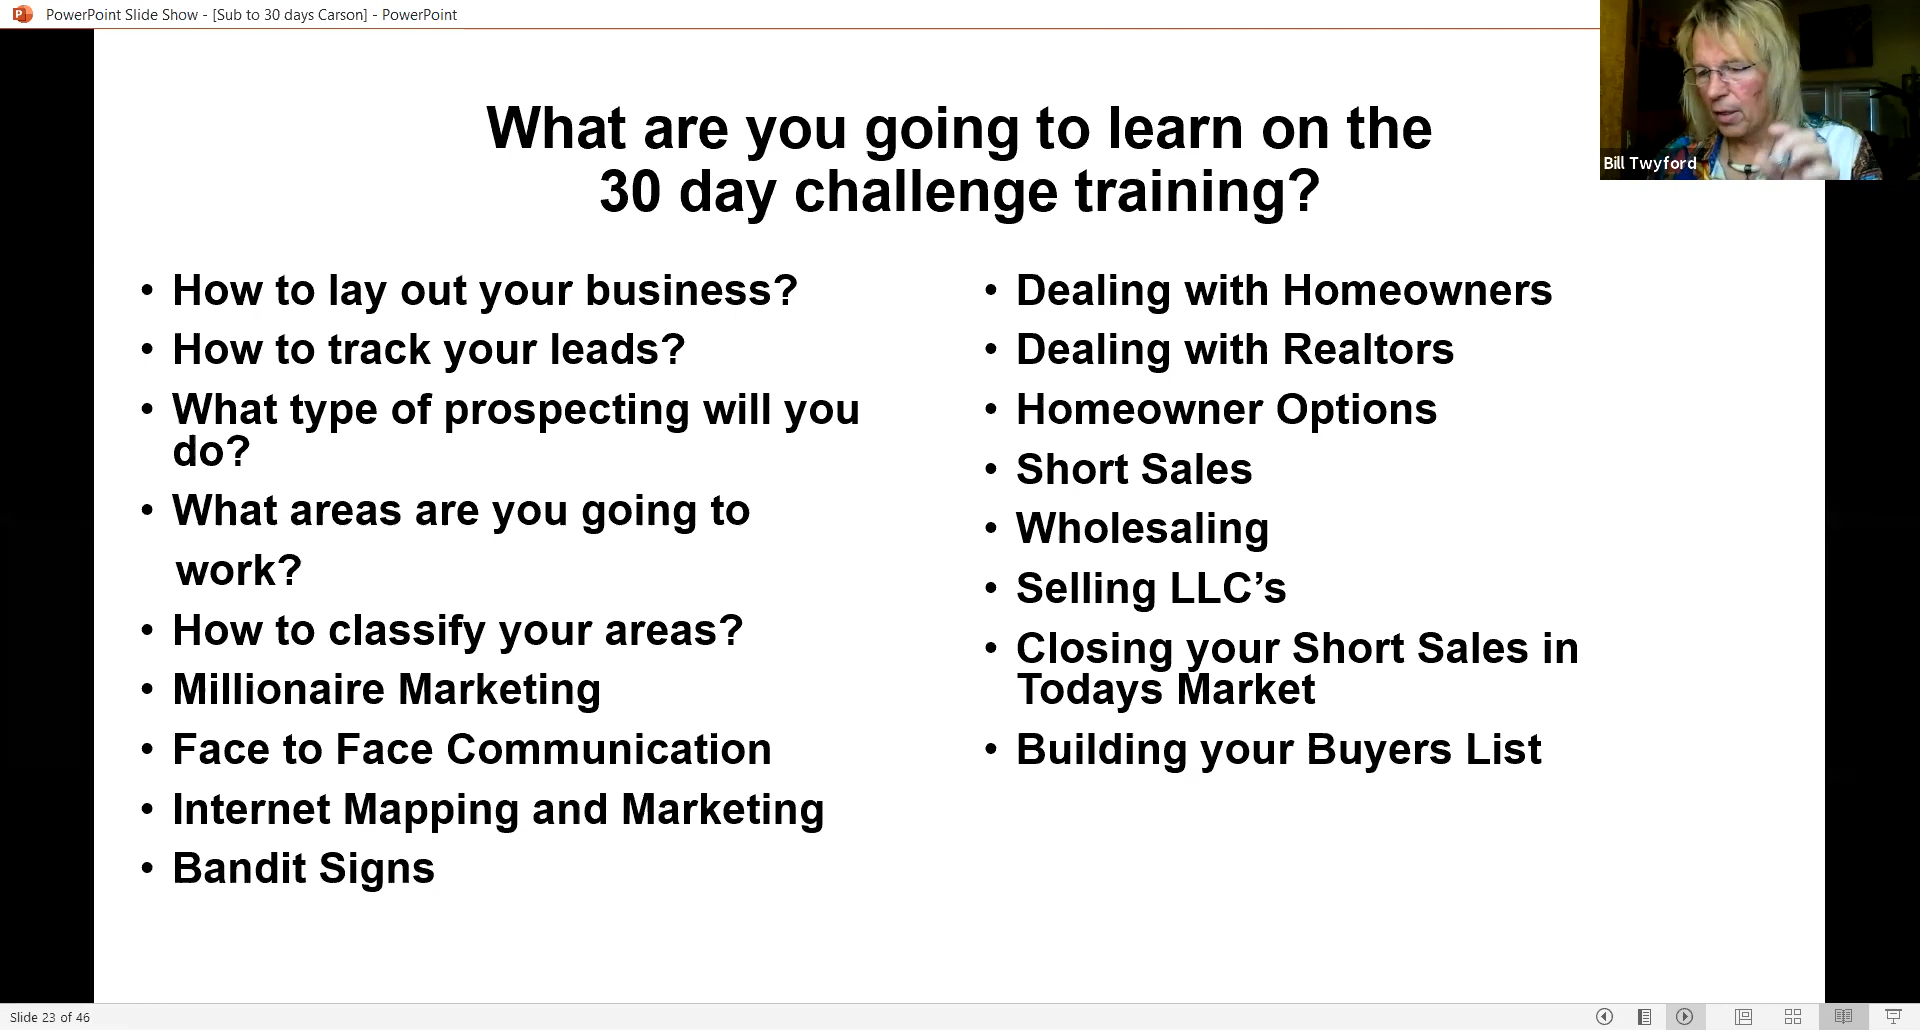 PowerPoint Slide Show - [Sub to 30 days Carson] - PowerPoint
Bill Twyford
What are you going to learn on the
30 day challenge training?
• How to lay out your business?
• How to track your leads?
• What type of prospecting will you
do?
• What areas are you going to
work?
• How to classify your areas?
• Millionaire Marketing
• Face to Face Communication
• Internet Mapping and Marketing
• Bandit Signs
• Dealing with Homeowners
• Dealing with Realtors
• Homeowner Options
• Short Sales
• Wholesaling
• Selling LLC’s
• Closing your Short Sales in
Todays Market
• Building your Buyers List
Slide 23 of 46